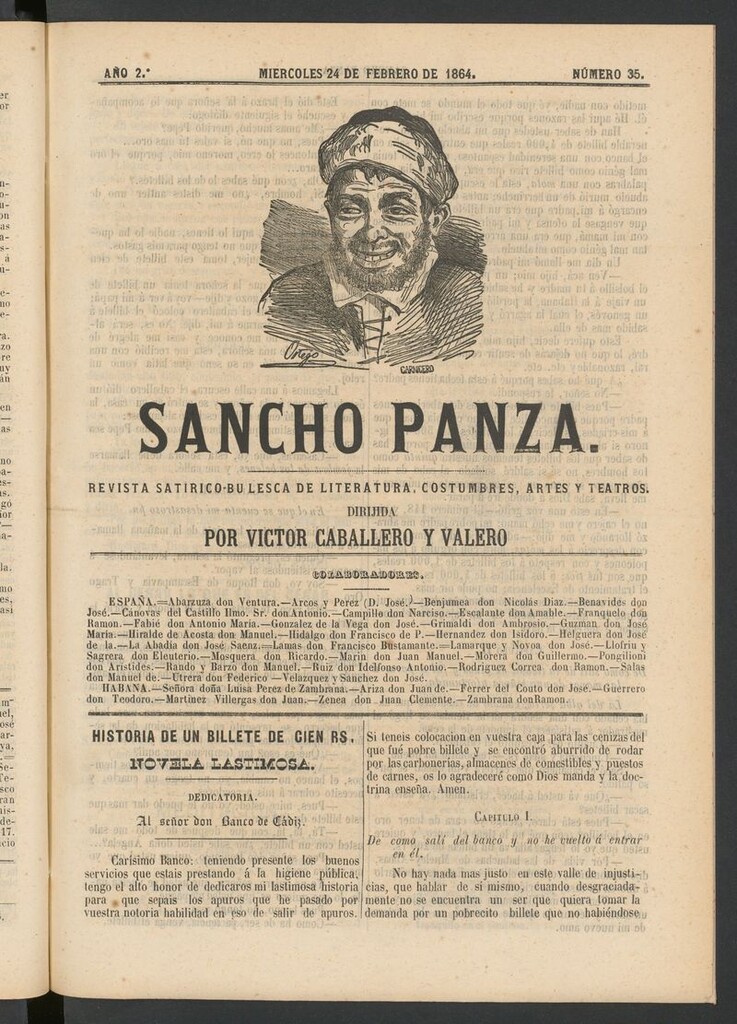 AÑO 2.º MIERCOLES 24 DE FEBRERO DE 1864. NÚMERO 35.
Ortego
CARNICERO
SANCHO PANZA.
REVISTA SATIRICO-BULESCA DE LITERATURA, COSTUMBRES, ARTES Y TEATROS.
DIRIJIDA
POR VICTOR CABALLERO Y VALERO
COLABORADORES.
ESPAÑA.=Abarzuza don Ventura.—Arcos y Perez (D. José.)—Benjumea don Nicolás Diaz.—Benavides don
José.—Cánovas del Castillo Ilmo. Sr. don Antonio.—Campillo don Narciso.—Escalante don Amable.—Franquelo don
Ramon.—Fabié don Antonio Maria.—Gonzalez de la Vega don José.—Grimaldi don Ambrosio.—Guzman don José
Maria.—Hiralde de Acosta don Manuel.—Hidalgo don Francisco de P.—Hernandez don Isidoro.—Helguera don José
de la.—La Abadia don José Saenz.—Lamas don Francisco Bustamante.—Lamarque y Novoa don José.—Llofriu y
Sagrera don Eleuterio.—Mosquera don Ricardo.—Marin don Juan Manuel.—Morera don Guillermo.—Pongilioni
don Aristides.—Rando y Barzo don Manuel.—Ruiz don Idelfonso Antonio.—Rodriguez Correa don Ramon.—Salas
don Manuel de.—Utrera don Federico—Velazquez y Sanchez don José.
HABANA.—Señora doña Luisa Perez de Zambrana.—Ariza don Juan de.—Ferrer del Couto don José.—Guerrero
don Teodoro.—Martinez Villergas don Juan.—Zenea don Juan Clemente.—Zambrana don Ramon.
HISTORIA DE UN BILLETE DE CIEN RS.
NOVELA LASTIMOSA.
DEDICATORIA.
Al señor don Banco de Cádiz.
Carísimo Banco: teniendo presente los buenos
servicios que estais prestando á la higiene pública,
tengo el alto honor de dedicaros mi lastimosa historia
para que sepais los apuros que he pasado por
vuestra notoria habilidad en eso de salir de apuros.
Si teneis colocacion en vuestra caja para las cenizas del
que fué pobre billete y se encontró aburrido de rodar
por las carbonerias, almacenes de comestibles y puestos
de carnes, os lo agradeceré como Dios manda y la doc-
trina enseña. Amen.
CAPITULO I.
De como salí del banco y no he vuelto á entrar
en él.
No hay nada mas justo en este valle de injusti-
cias, que hablar de si mismo, cuando desgraciada-
mente no se encuentra un ser que quiera tomar la
demanda por un pobrecito billete que no habiéndose